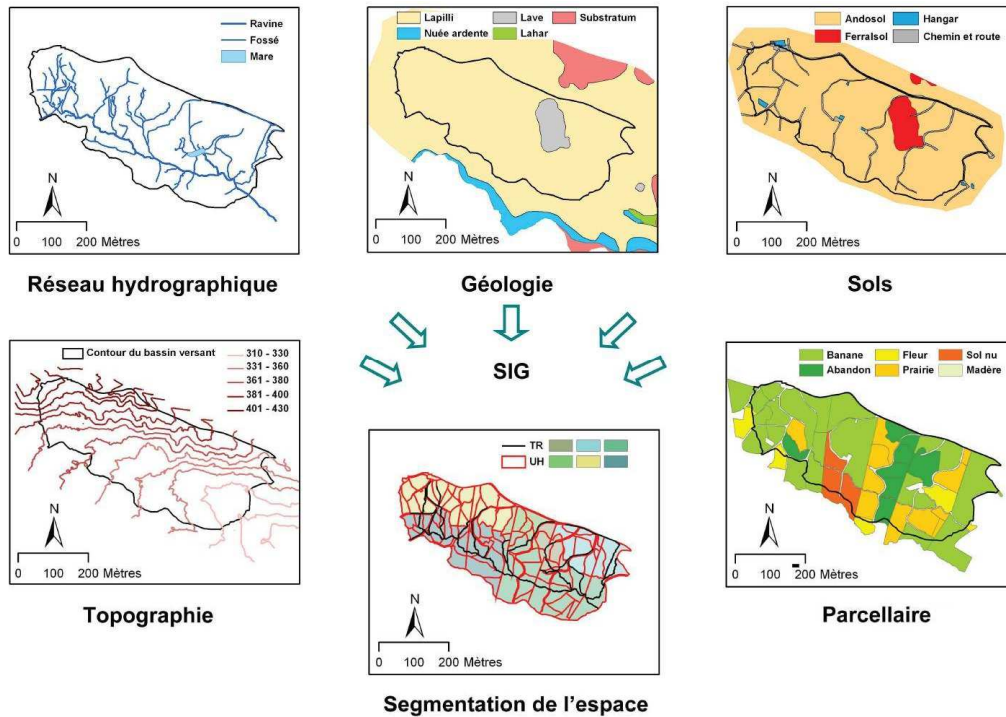 Ravine
Fossé
Mare
N
0 100 200 Mètres
Réseau hydrographique
Lapilli Lave Substratum
Nuée ardente Lahar
N
0 100 200 Mètres
Géologie
Andosol Hangar
Ferralsol Chemin et route
N
0 100 200 Mètres
Sols
SIG
Contour du bassin versant 310 - 330
331 - 360
361 - 380
381 - 400
401 - 430
N
0 100 200 Mètres
Topographie
TR
UH
N
0 100 200 Mètres
Segmentation de l'espace
Banane Fleur Sol nu
Abandon Prairie Madère
N
0 100 200 Mètres
Parcellaire